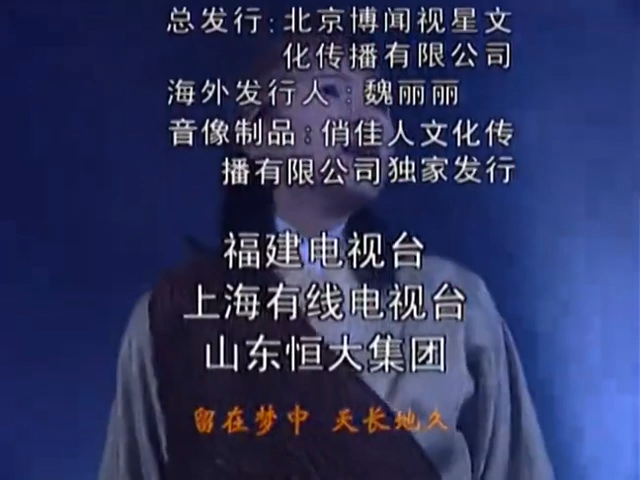 总发行:北京博闻视星文
化传播有限公司
海外发行人:魏丽丽
音像制品:俏佳人文化传
播有限公司独家发行
福建电视台
上海有线电视台
山东恒大集团
留在梦中 天长地久